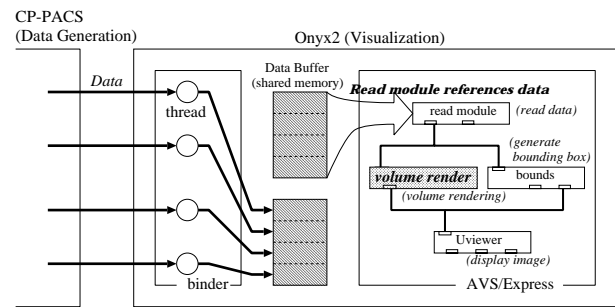 CP-PACS
(Data Generation)
Onyx2 (Visualization)
Data
thread
binder
Data Buffer
(shared memory)
Read module references data
read module
(read data)
(generate
bounding box)
volume render
bounds
(volume rendering)
Uviewer
(display image)
AVS/Express